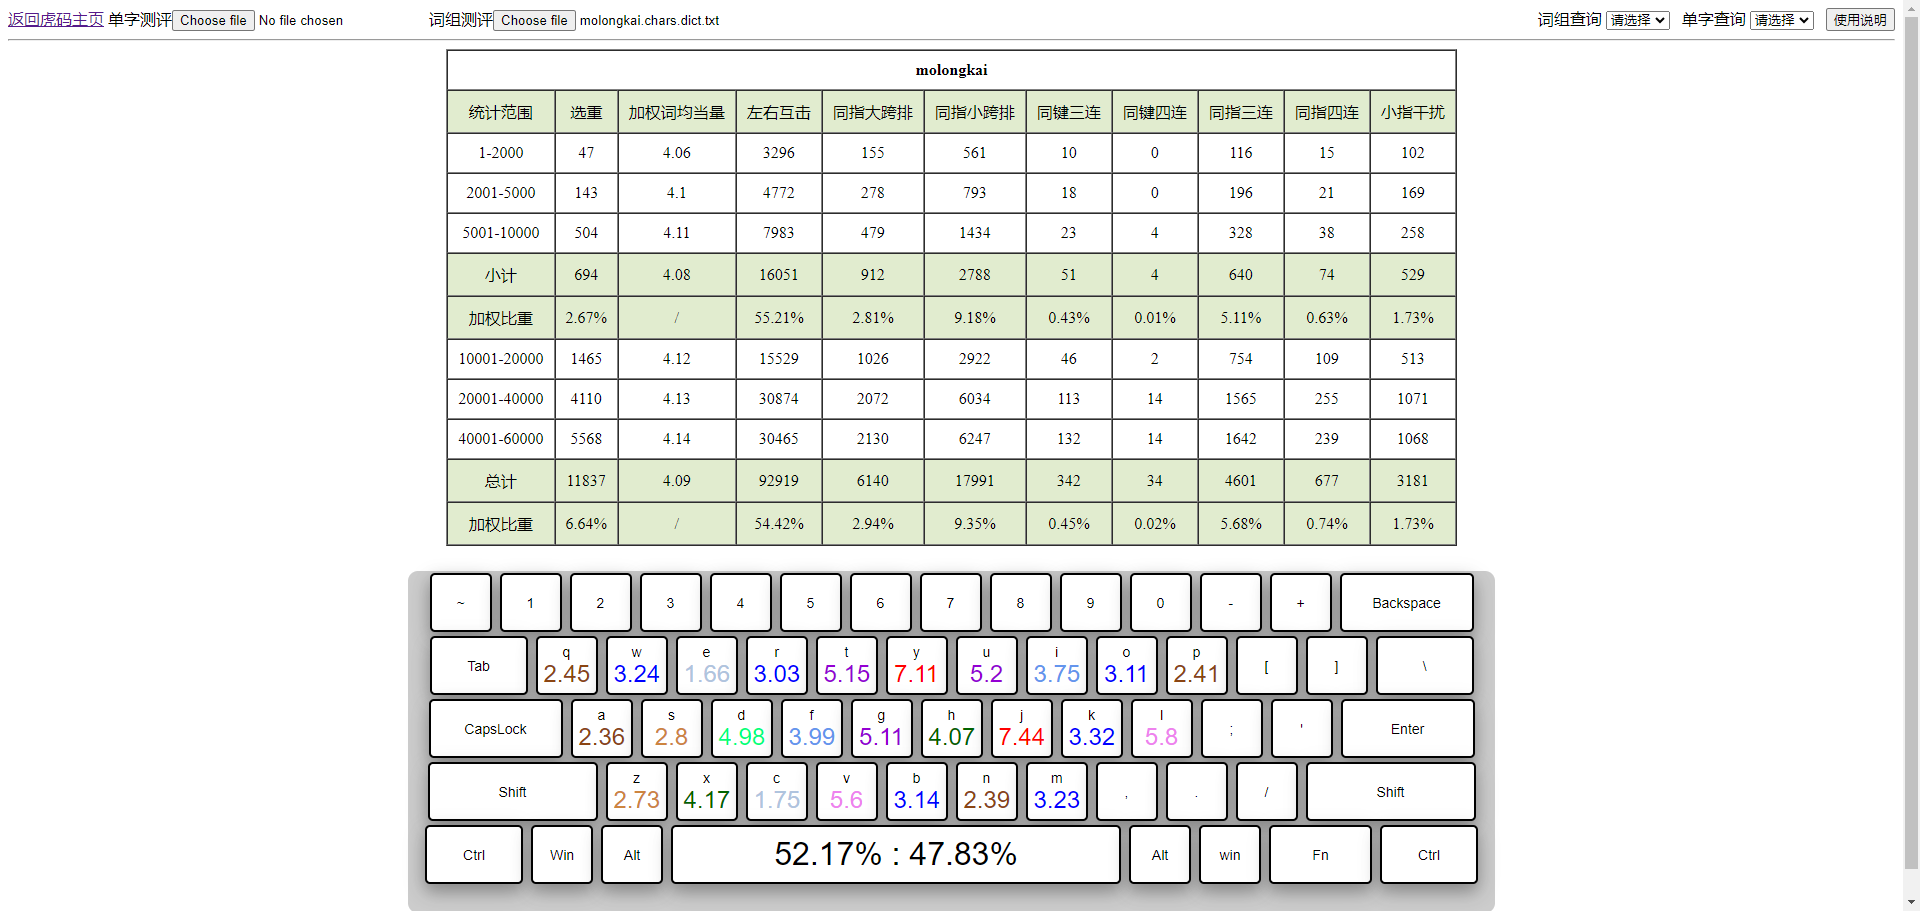 返回虎码主页 单字测评 Choose file No file chosen 词组测评 Choose file molongkai.chars.dict.txt 词组查询 请选择 单字查询 请选择 使用说明
molongkai
统计范围 选重 加权词均当量 左右互击 同指大跨排 同指小跨排 同键三连 同键四连 同指三连 同指四连 小指干扰
1-2000 47 4.06 3296 155 561 10 0 116 15 102
2001-5000 143 4.1 4772 278 793 18 0 196 21 169
5001-10000 504 4.11 7983 479 1434 23 4 328 38 258
小计 694 4.08 16051 912 2788 51 4 640 74 529
加权比重 2.67% / 55.21% 2.81% 9.18% 0.43% 0.01% 5.11% 0.63% 1.73%
10001-20000 1465 4.12 15529 1026 2922 46 2 754 109 513
20001-40000 4110 4.13 30874 2072 6034 113 14 1565 255 1071
40001-60000 5568 4.14 30465 2130 6247 132 14 1642 239 1068
总计 11837 4.09 92919 6140 17991 342 34 4601 677 3181
加权比重 6.64% / 54.42% 2.94% 9.35% 0.45% 0.02% 5.68% 0.74% 1.73%
~ 1 2 3 4 5 6 7 8 9 0 - + Backspace
q w e r t y u i o p
Tab 2.45 3.24 1.66 3.03 5.15 7.11 5.2 3.75 3.11 2.41 [ ] \
a s d f g h j k l
CapsLock 2.36 2.8 4.98 3.99 5.11 4.07 7.44 3.32 5.8 ; ' Enter
z x c v b n m
Shift 2.73 4.17 1.75 5.6 3.14 2.39 3.23 , . / Shift
Ctrl Win Alt 52.17% : 47.83% Alt win Fn Ctrl